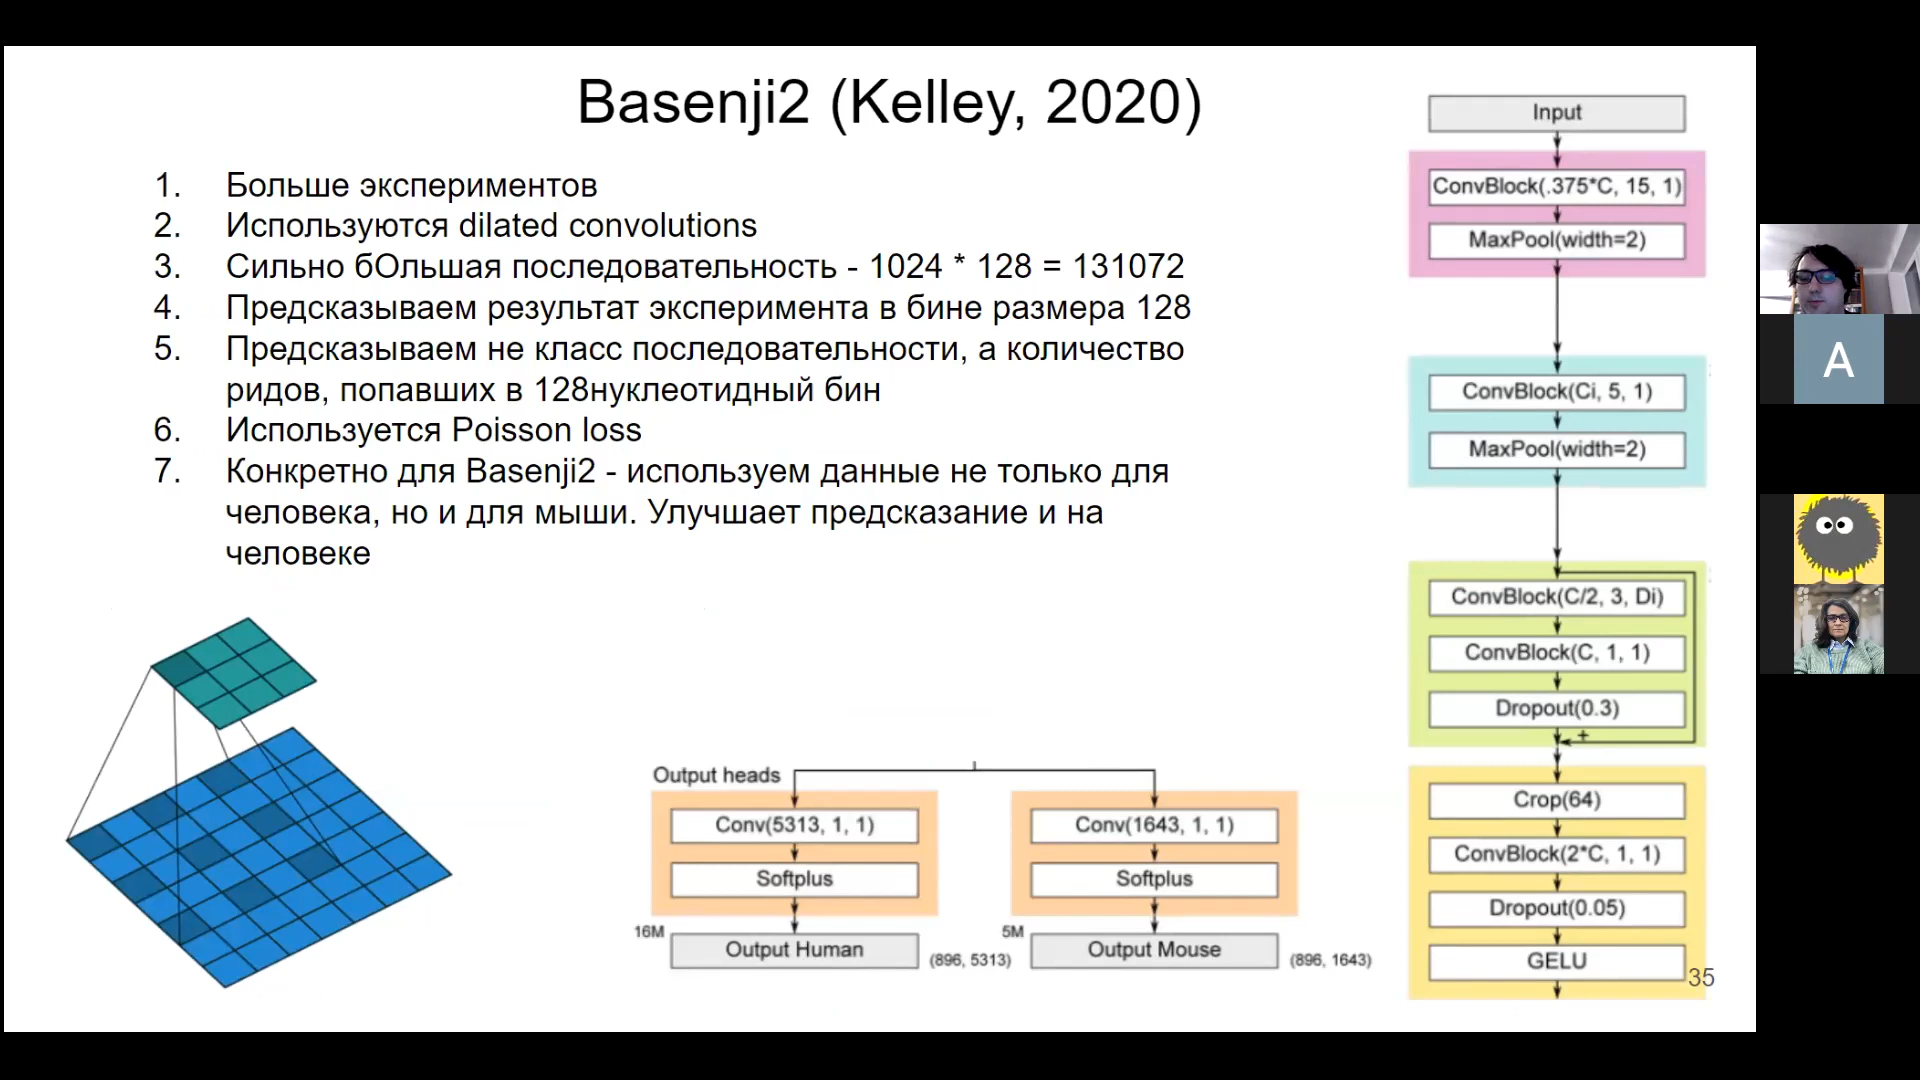 Basenji2 (Kelley, 2020)
1. Больше экспериментов
2. Используются dilated convolutions
3. Сильно бОльшая последовательность - 1024 * 128 = 131072
4. Предсказываем результат эксперимента в бине размера 128
5. Предсказываем не класс последовательности, а количество
ридов, попавших в 128нуклеотидный бин
6. Используется Poisson loss
7. Конкретно для Basenji2 - используем данные не только для
человека, но и для мыши. Улучшает предсказание и на
человеке
Output heads
Conv(5313, 1, 1)
Softplus
16M
Output Human
(896, 5313)
Conv(1643, 1, 1)
Softplus
5M
Output Mouse
(896, 1643)
Input
ConvBlock(.375*C, 15, 1)
MaxPool(width=2)
ConvBlock(Ci, 5, 1)
MaxPool(width=2)
ConvBlock(C/2, 3, Di)
ConvBlock(C, 1, 1)
Dropout(0.3)
+
Crop(64)
ConvBlock(2*C, 1, 1)
Dropout(0.05)
GELU
35
A